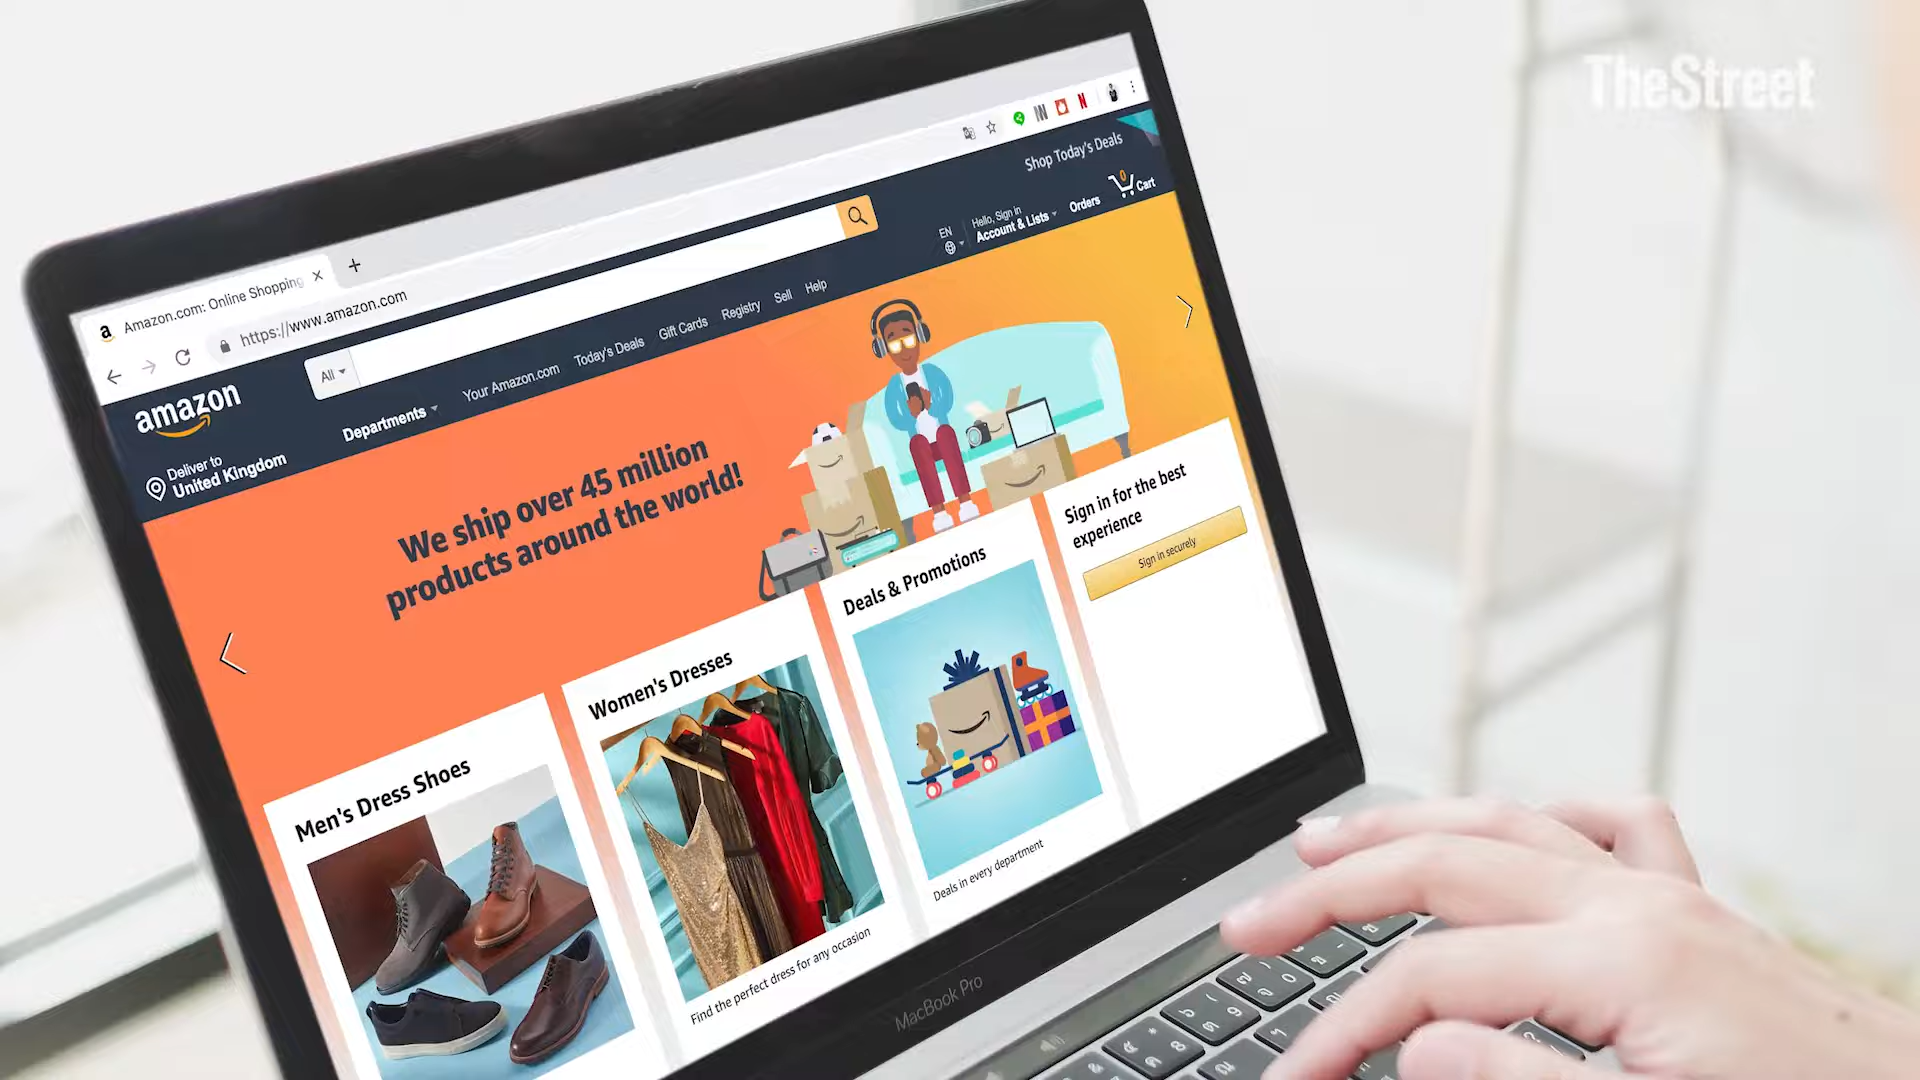 TheStreet
Amazon.com: Online Shopping
https://www.amazon.com
Shop Today's Deals
amazon
All
EN
Hello, Sign in
Account & Lists
Orders
0
Cart
Deliver to
United Kingdom
Departments
Your Amazon.com
Today's Deals
Gift Cards
Registry
Sell
Help
We ship over 45 million
products around the world!
Sign in for the best
experience
Sign in securely
Deals & Promotions
Deals in every department
Women's Dresses
Find the perfect dress for any occasion
Men's Dress Shoes
MacBook Pro